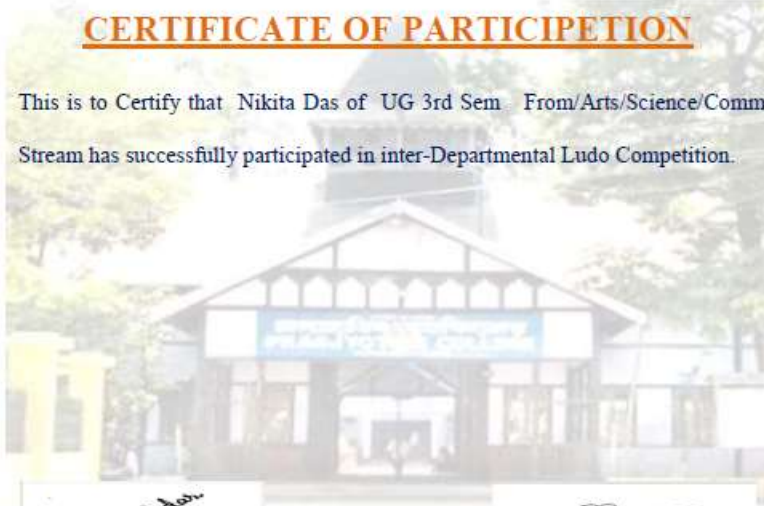 CERTIFICATE OF PARTICIPETION
This is to Certify that Nikita Das of UG 3rd Sem From/Arts/Science/Comm
Stream has successfully participated in inter-Departmental Ludo Competition.
COLLEGE